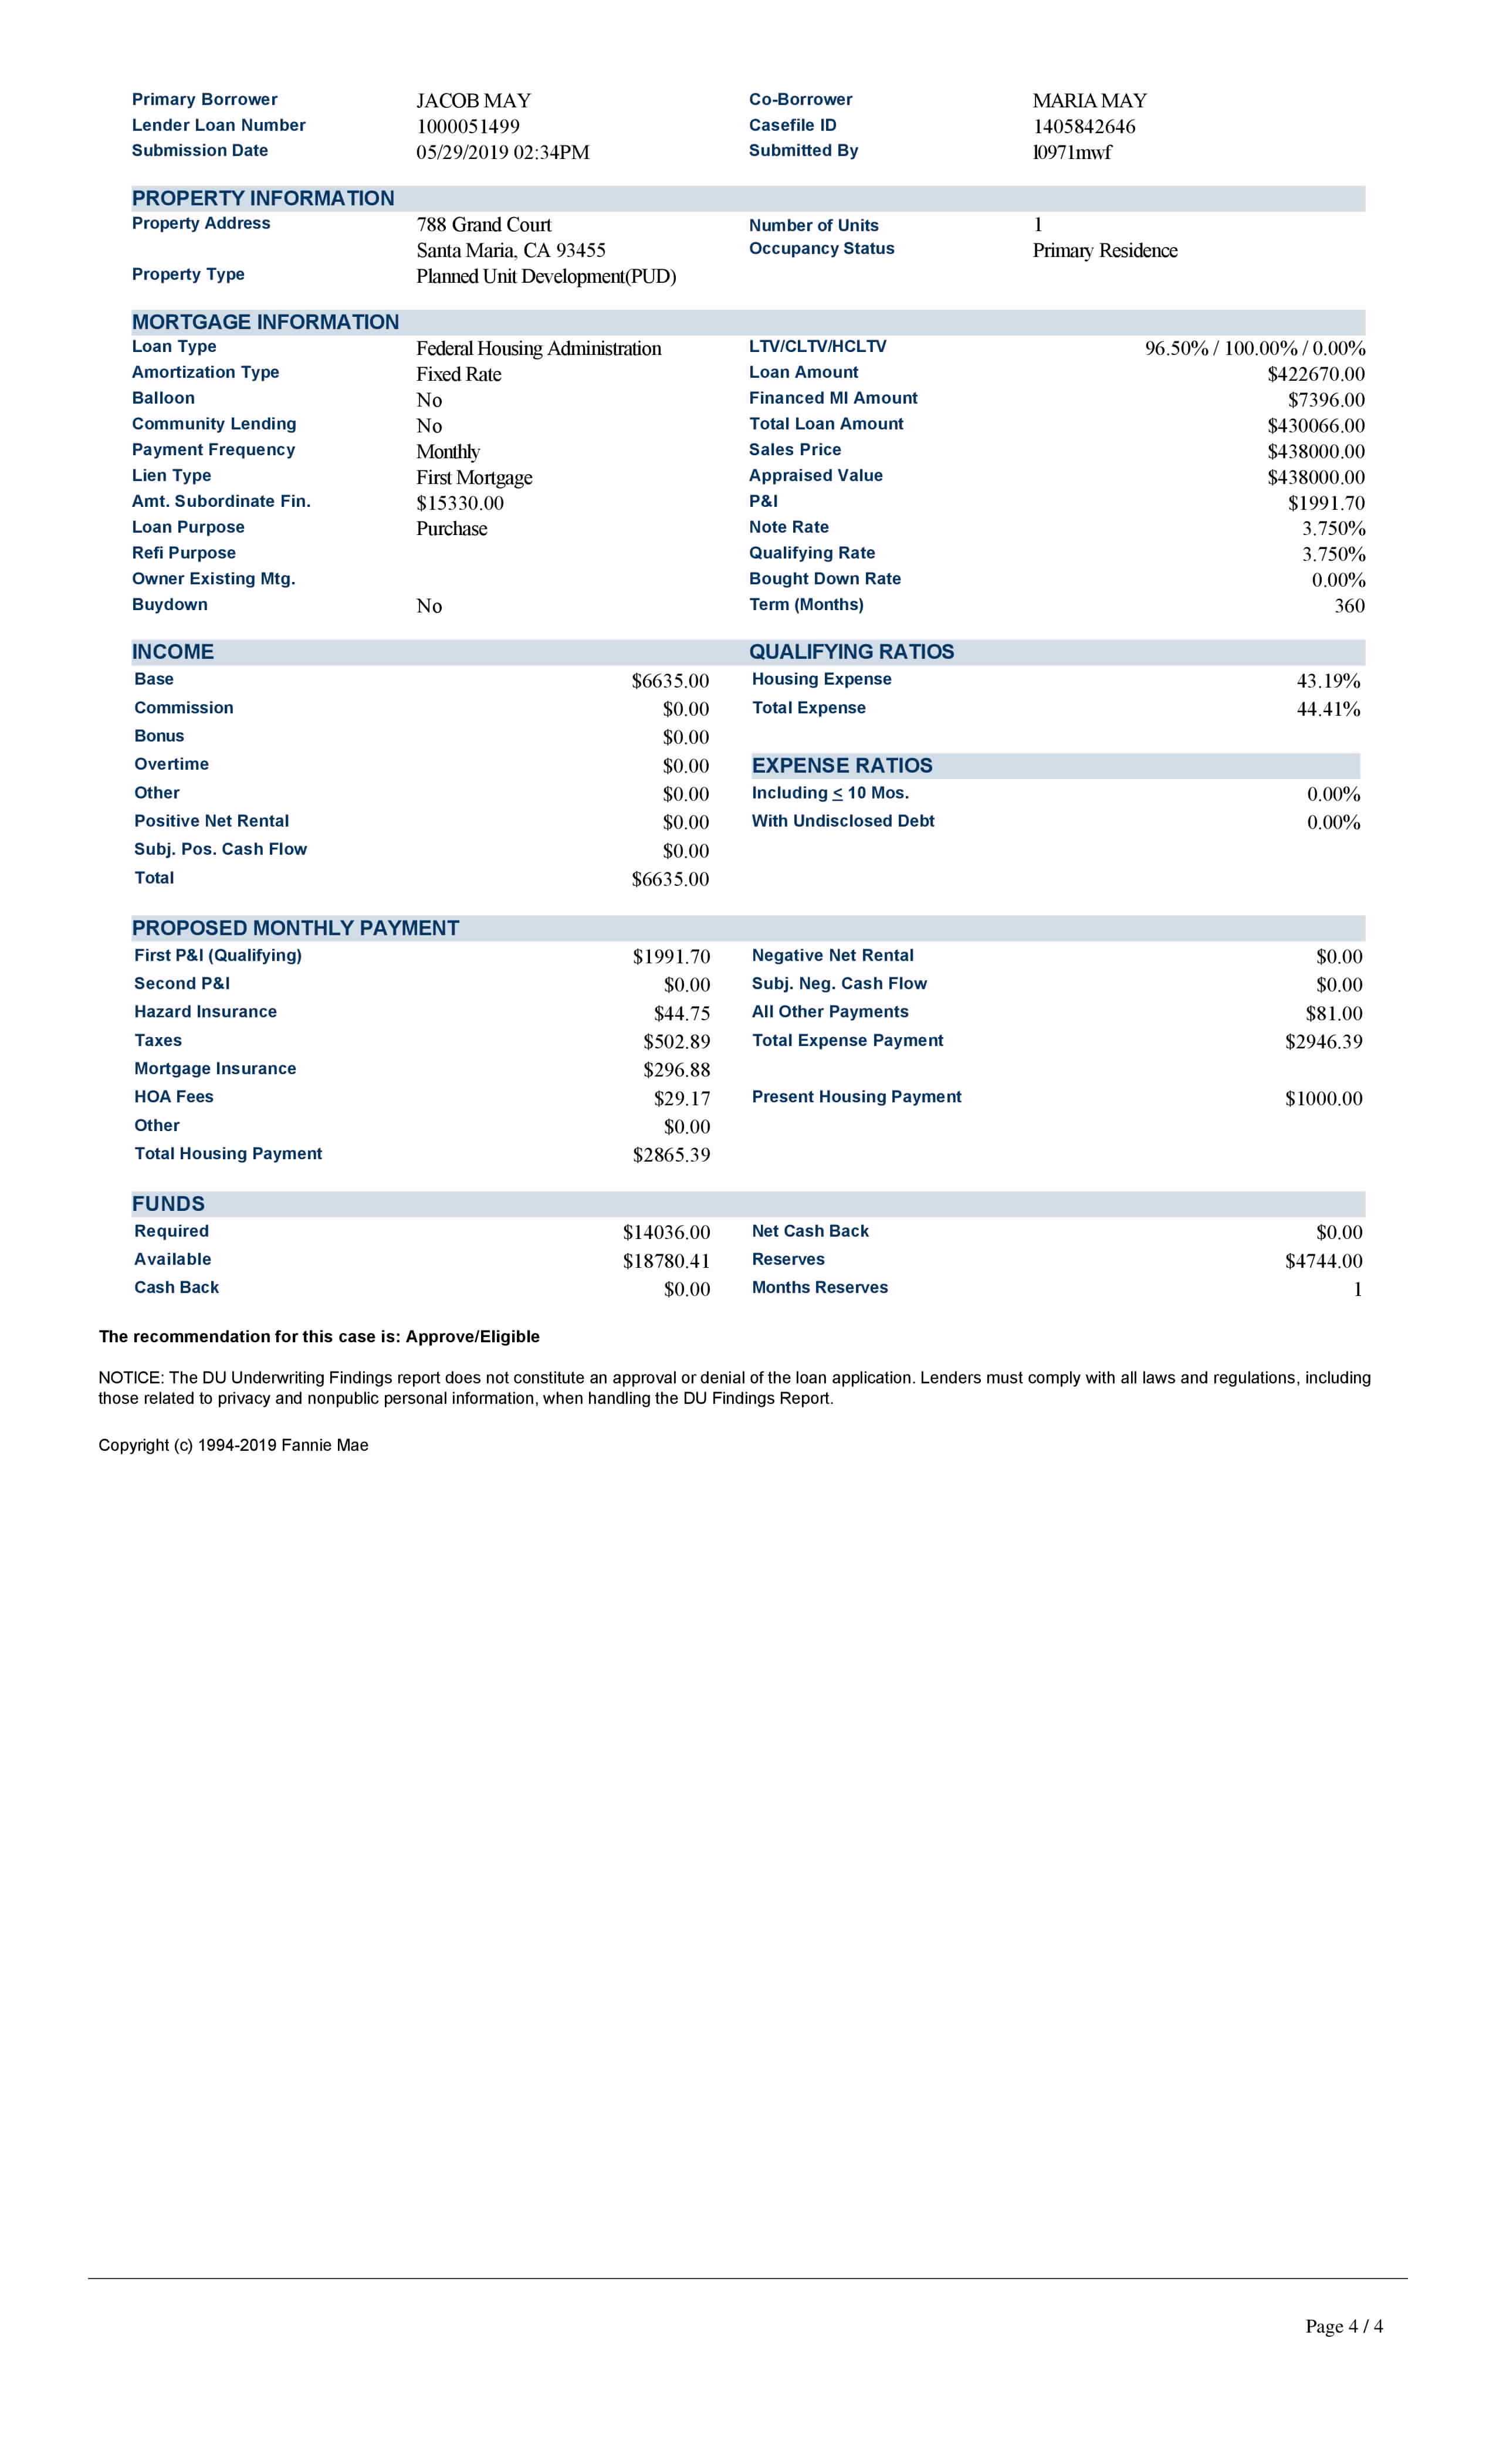 Primary Borrower JACOB MAY Co-Borrower MARIA MAY
Lender Loan Number 1000051499 Casefile ID 1405842646
Submission Date 05/29/2019 02:34PM Submitted By l0971mwf
PROPERTY INFORMATION
Property Address 788 Grand Court Number of Units 1
Santa Maria, CA 93455 Occupancy Status Primary Residence
Property Type Planned Unit Development(PUD)
MORTGAGE INFORMATION
Loan Type Federal Housing Administration LTV/CLTV/HCLTV 96.50% / 100.00% / 0.00%
Amortization Type Fixed Rate Loan Amount $422670.00
Balloon No Financed MI Amount $7396.00
Community Lending No Total Loan Amount $430066.00
Payment Frequency Monthly Sales Price $438000.00
Lien Type First Mortgage Appraised Value $438000.00
Amt. Subordinate Fin. $15330.00 P&I $1991.70
Loan Purpose Purchase Note Rate 3.750%
Refi Purpose Qualifying Rate 3.750%
Owner Existing Mtg. Bought Down Rate 0.00%
Buydown No Term (Months) 360
INCOME QUALIFYING RATIOS
Base $6635.00 Housing Expense 43.19%
Commission $0.00 Total Expense 44.41%
Bonus $0.00
Overtime $0.00 EXPENSE RATIOS
Other $0.00 Including ≤ 10 Mos. 0.00%
Positive Net Rental $0.00 With Undisclosed Debt 0.00%
Subj. Pos. Cash Flow $0.00
Total $6635.00
PROPOSED MONTHLY PAYMENT
First P&I (Qualifying) $1991.70 Negative Net Rental $0.00
Second P&I $0.00 Subj. Neg. Cash Flow $0.00
Hazard Insurance $44.75 All Other Payments $81.00
Taxes $502.89 Total Expense Payment $2946.39
Mortgage Insurance $296.88
HOA Fees $29.17 Present Housing Payment $1000.00
Other $0.00
Total Housing Payment $2865.39
FUNDS
Required $14036.00 Net Cash Back $0.00
Available $18780.41 Reserves $4744.00
Cash Back $0.00 Months Reserves 1
The recommendation for this case is: Approve/Eligible
NOTICE: The DU Underwriting Findings report does not constitute an approval or denial of the loan application. Lenders must comply with all laws and regulations, including
those related to privacy and nonpublic personal information, when handling the DU Findings Report.
Copyright (c) 1994-2019 Fannie Mae
Page 4 / 4